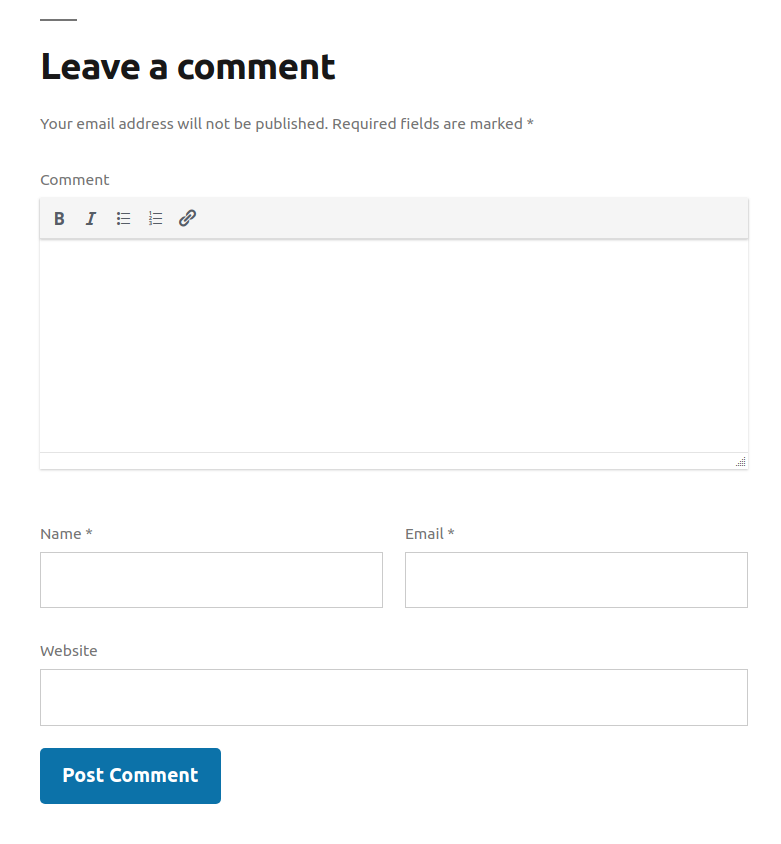 Leave a comment
Your email address will not be published. Required fields are marked *
Comment
B I
Name * Email *
Website
Post Comment